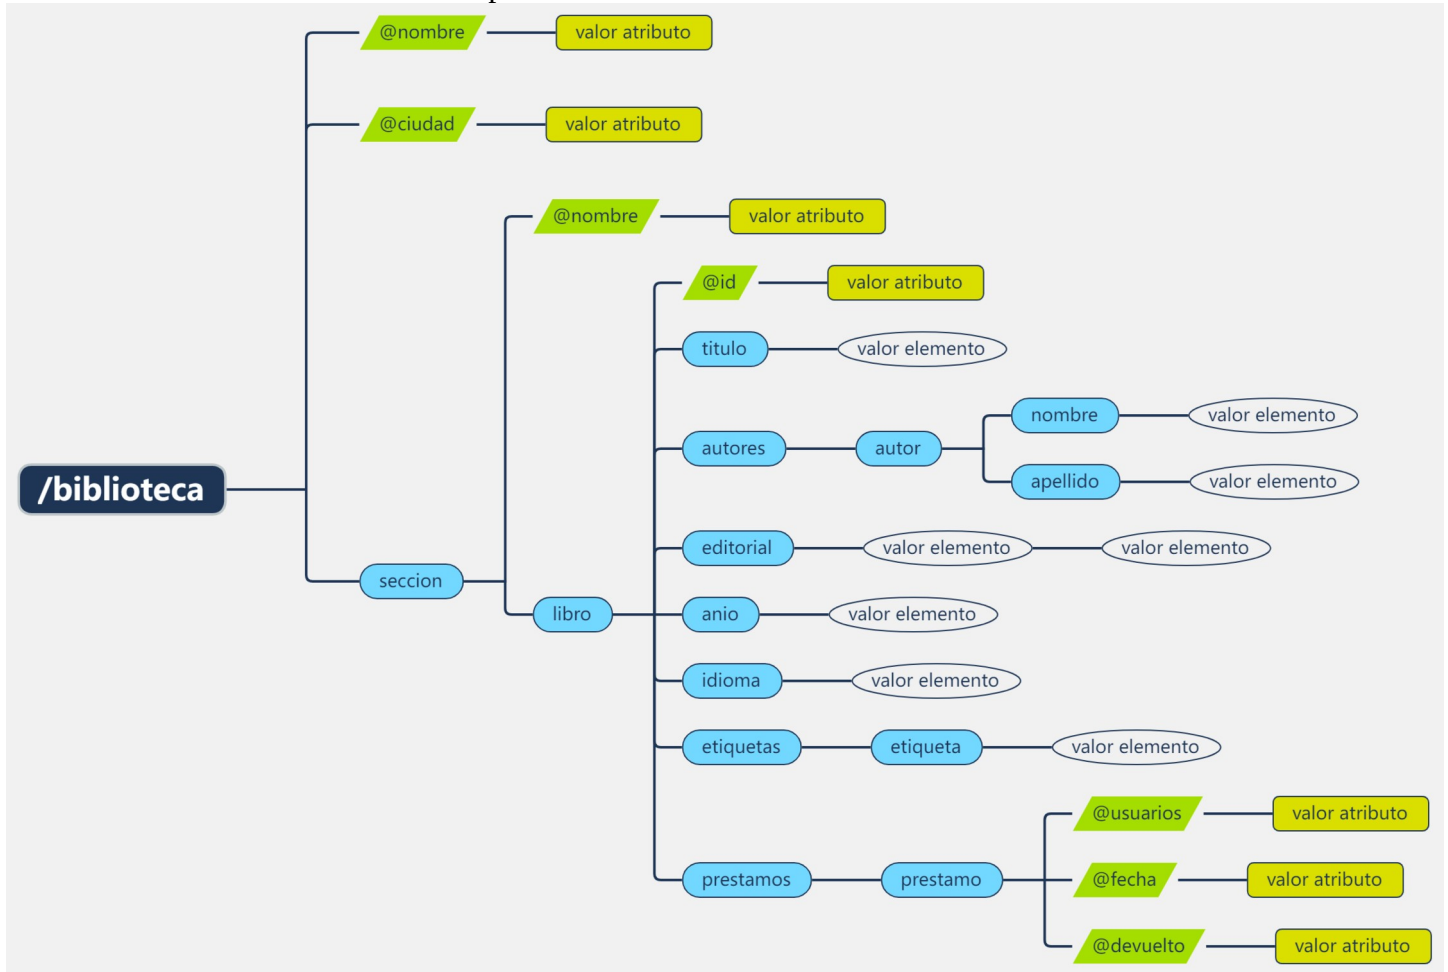 @nombre valor atributo
@ciudad valor atributo
@nombre valor atributo
@id valor atributo
titulo valor elemento
nombre valor elemento
autores autor
apellido valor elemento
/biblioteca
editorial valor elemento valor elemento
seccion
libro
anio valor elemento
idioma valor elemento
etiquetas etiqueta valor elemento
@usuarios valor atributo
prestamos prestamo
@fecha valor atributo
@devuelto valor atributo